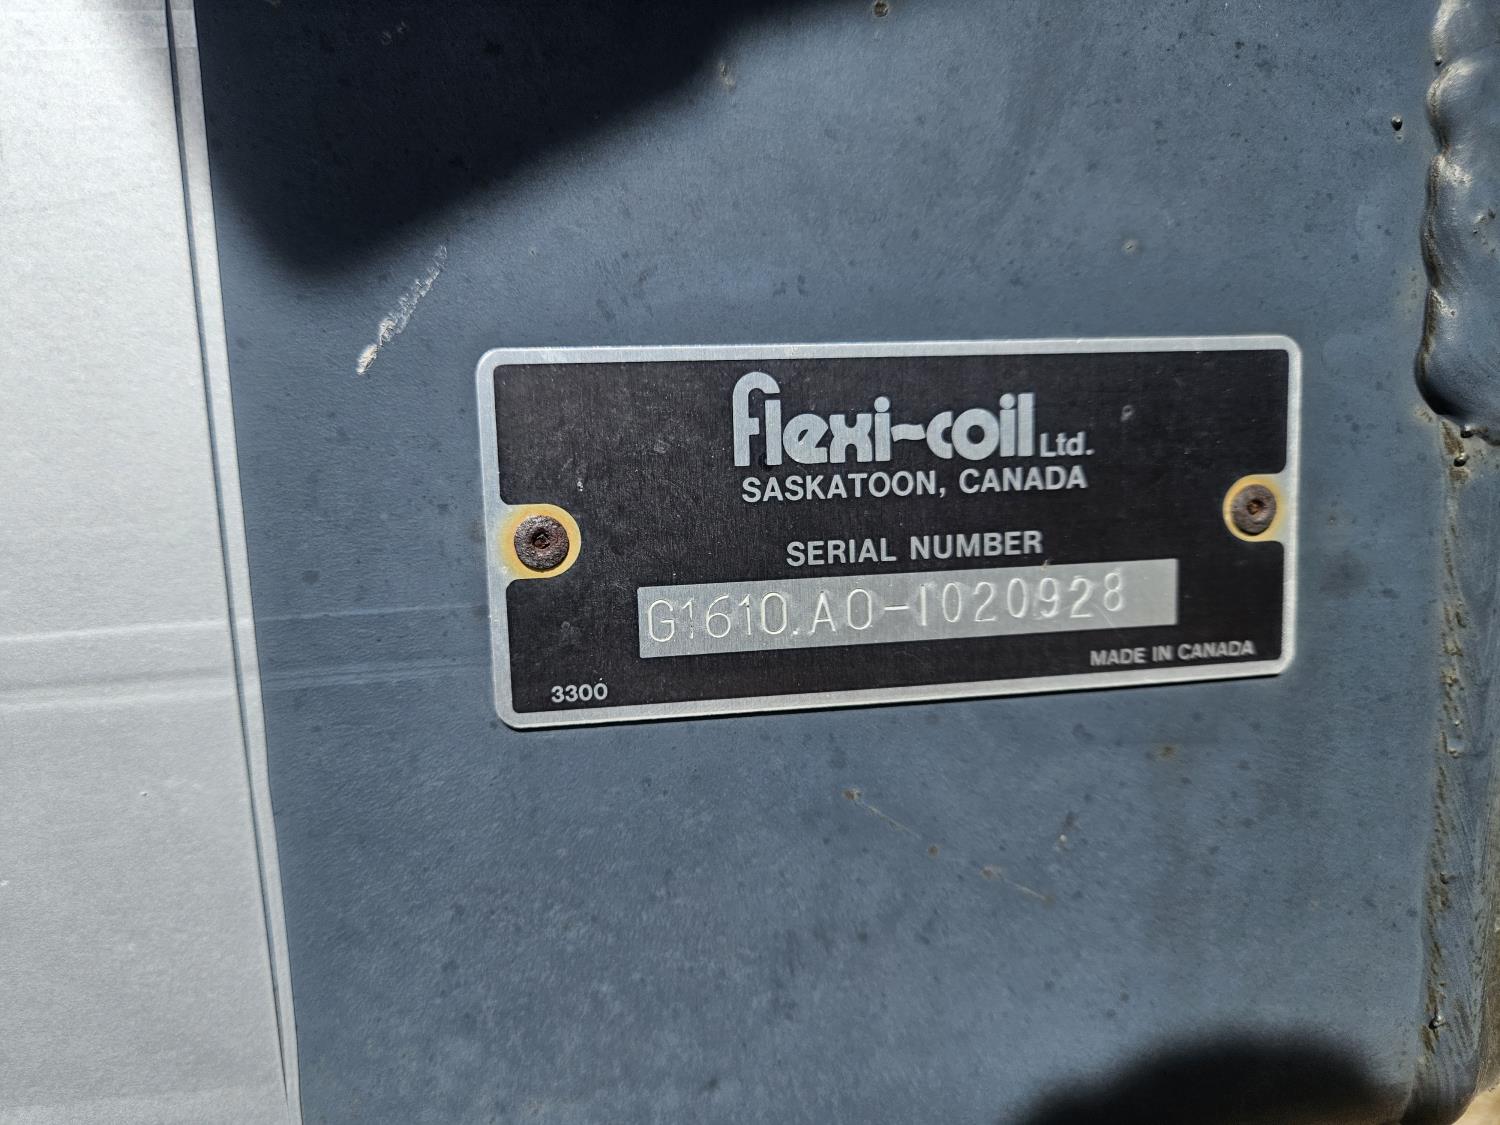 flexi-coil Ltd.
SASKATOON, CANADA
SERIAL NUMBER
G1610.A0-1020928
3300
MADE IN CANADA